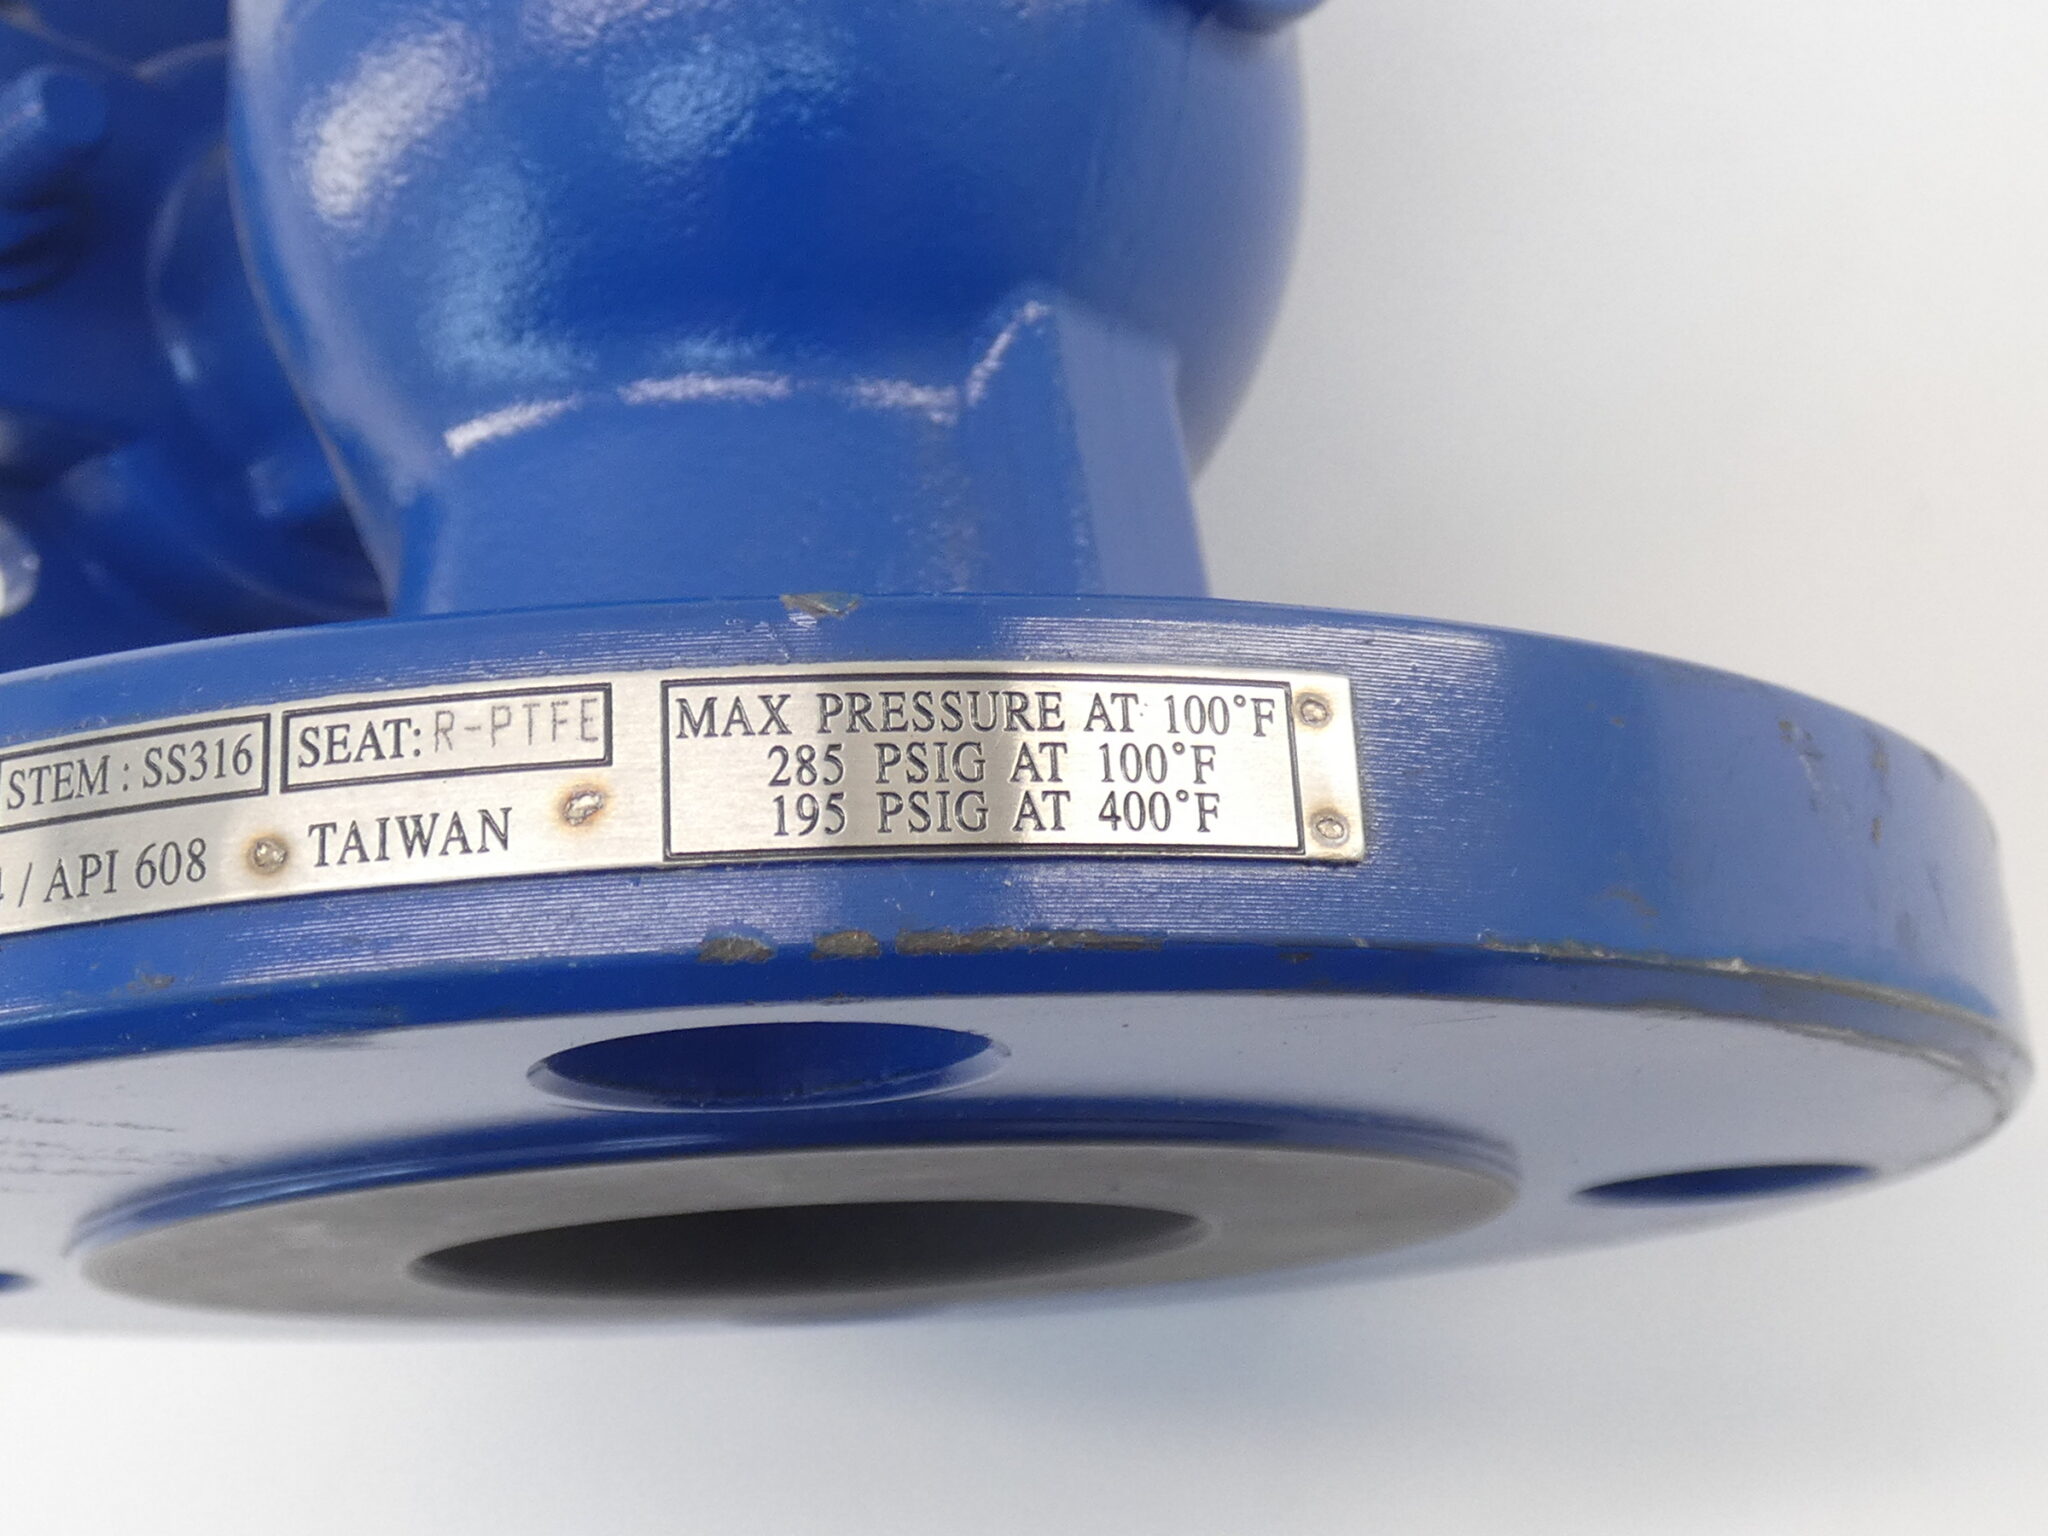 STEM : SS316
SEAT: R-PTFE
/ API 608
TAIWAN
MAX PRESSURE AT 100°F
285 PSIG AT 100°F
195 PSIG AT 400°F